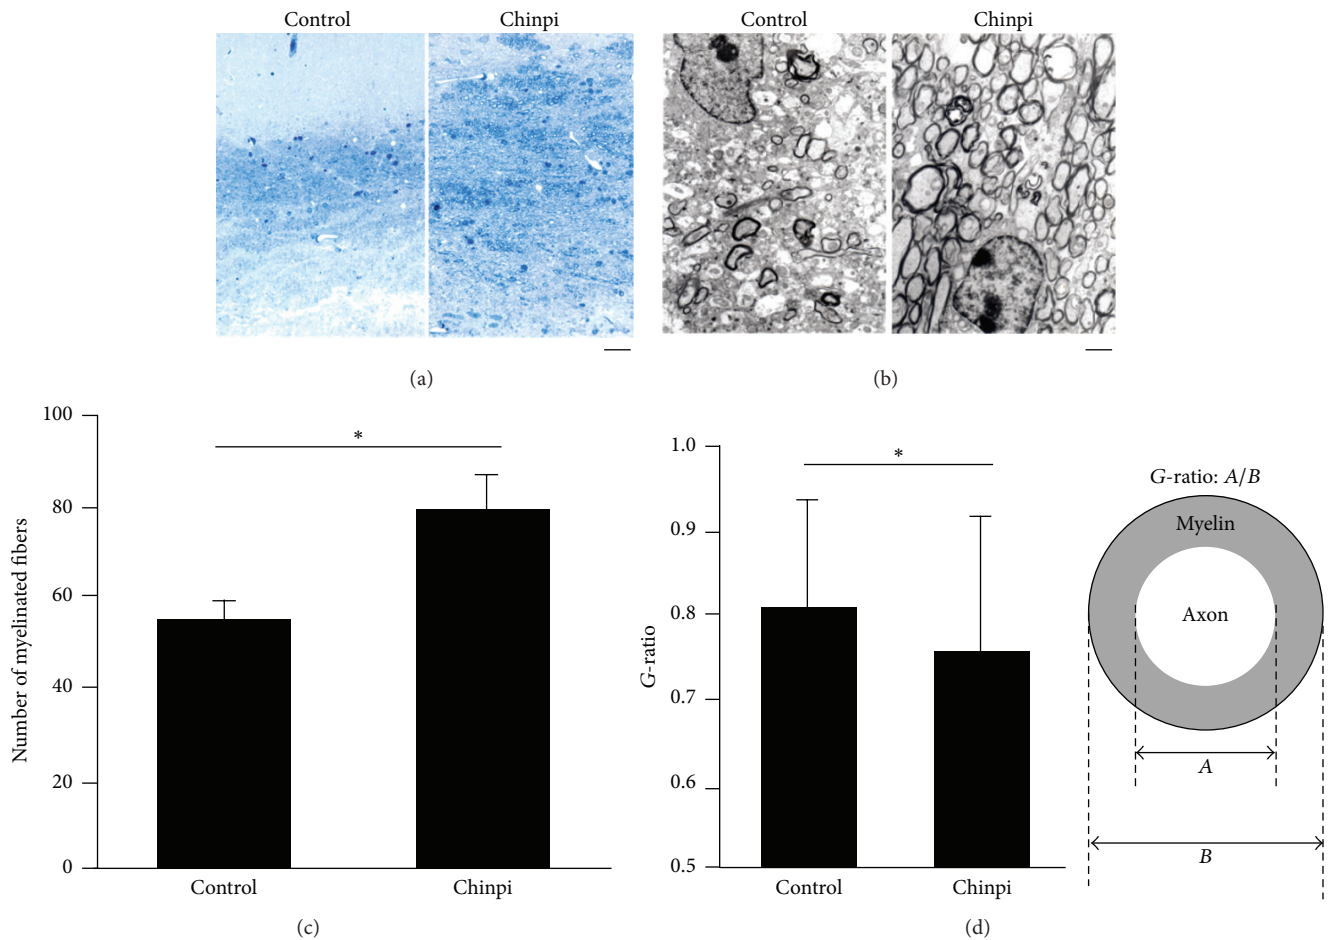 Control Chinpi
Control Chinpi
(a)
(b)
100
80
60
40
20
0
Number of myelinated fibers
*
Control Chinpi
(c)
1.0
0.9
0.8
0.7
0.6
0.5
G-ratio
*
Control Chinpi
(d)
G-ratio: A/B
Myelin
Axon
A
B